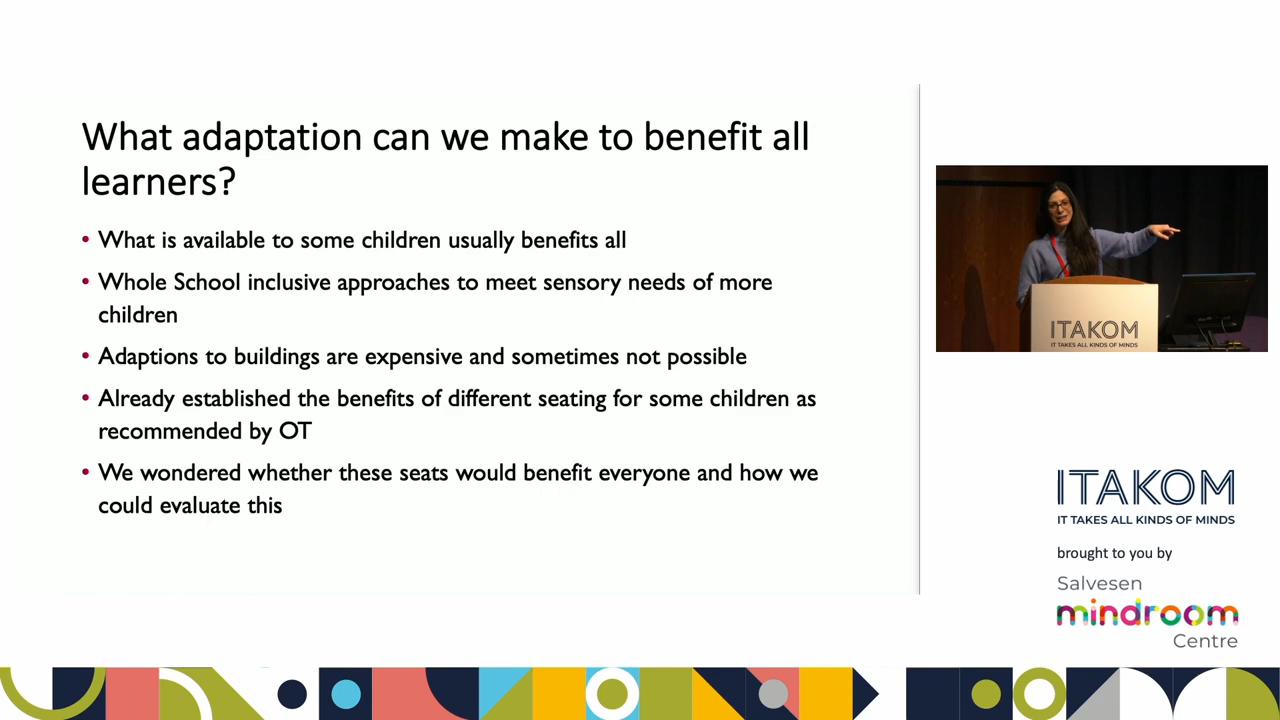 What adaptation can we make to benefit all
learners?
• What is available to some children usually benefits all
• Whole School inclusive approaches to meet sensory needs of more
children
• Adaptions to buildings are expensive and sometimes not possible
• Already established the benefits of different seating for some children as
recommended by OT
• We wondered whether these seats would benefit everyone and how we
could evaluate this
ITAKOM
IT TAKES ALL KINDS OF MINDS
ITAKOM
IT TAKES ALL KINDS OF MINDS
brought to you by
Salvesen
mindroom
Centre